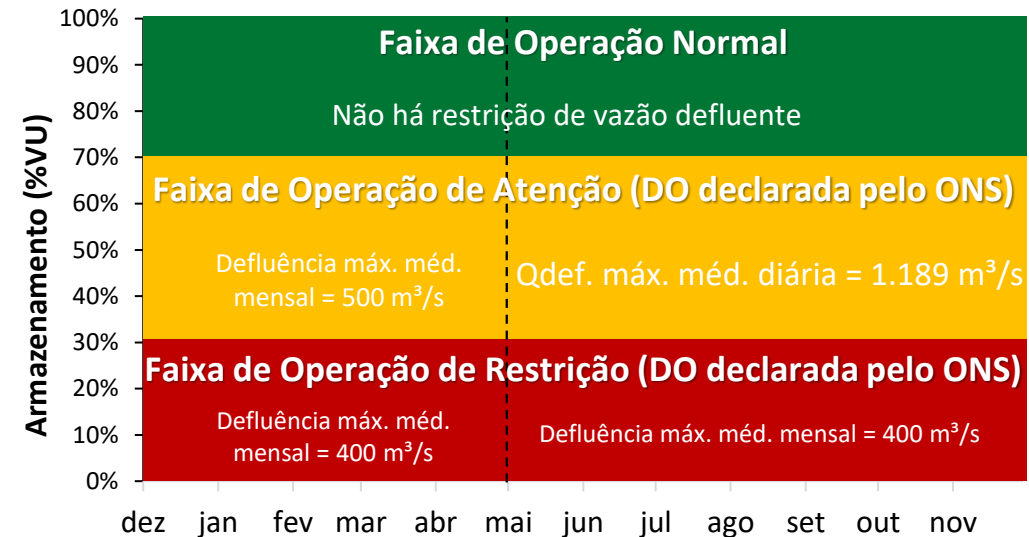 Armazenamento (%VU)
100%
90%
80%
70%
60%
50%
40%
30%
20%
10%
0%
Faixa de Operação Normal
Não há restrição de vazão defluente
Faixa de Operação de Atenção (DO declarada pelo ONS)
Defluência máx. méd.
mensal = 500 m³/s
Qdef. máx. méd. diária = 1.189 m³/s
Faixa de Operação de Restrição (DO declarada pelo ONS)
Defluência máx. méd.
mensal = 400 m³/s
Defluência máx. méd. mensal = 400 m³/s
dez jan fev mar abr mai jun jul ago set out nov